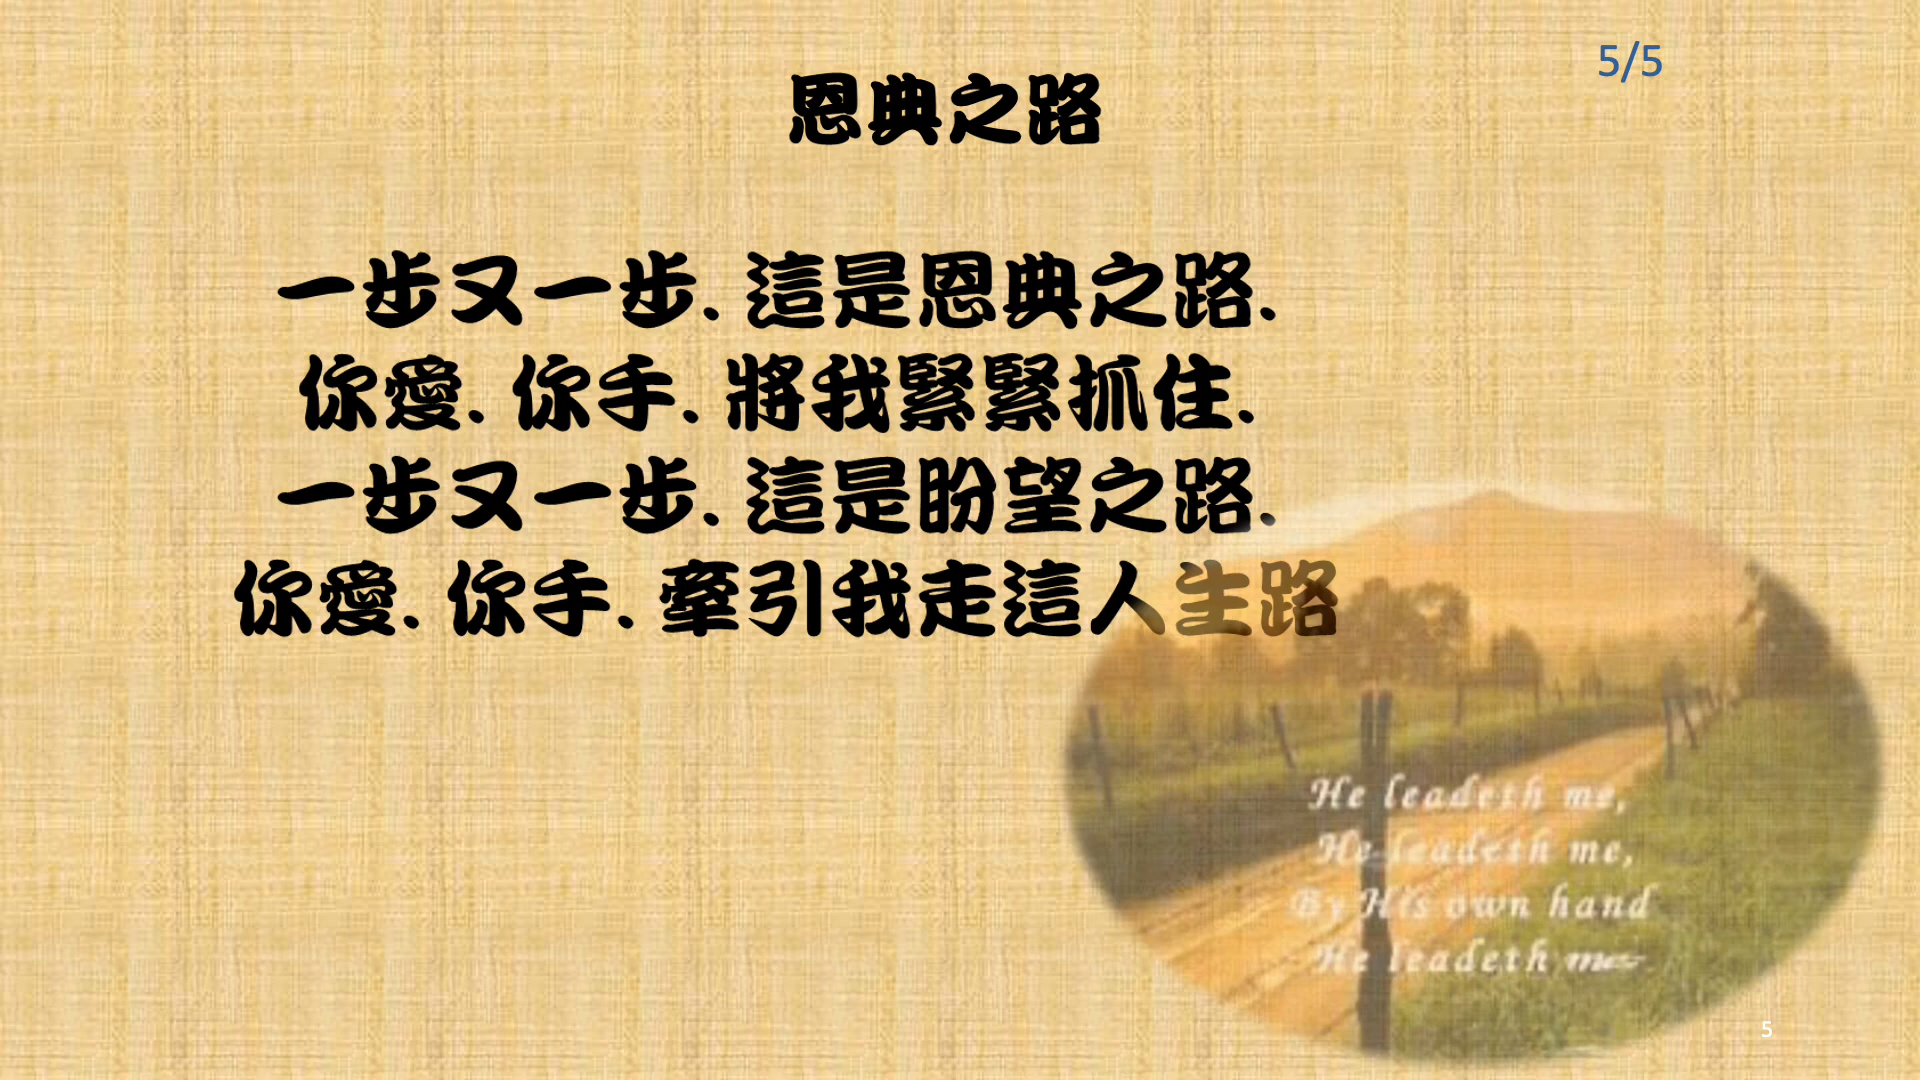 5/5
恩典之路
一步又一步.這是恩典之路.
你愛.你手.將我緊緊抓住.
一步又一步.這是盼望之路.
你愛.你手.牽引我走這人生路
He leadeth me,
He leadeth me,
By His own hand
He leadeth me
5